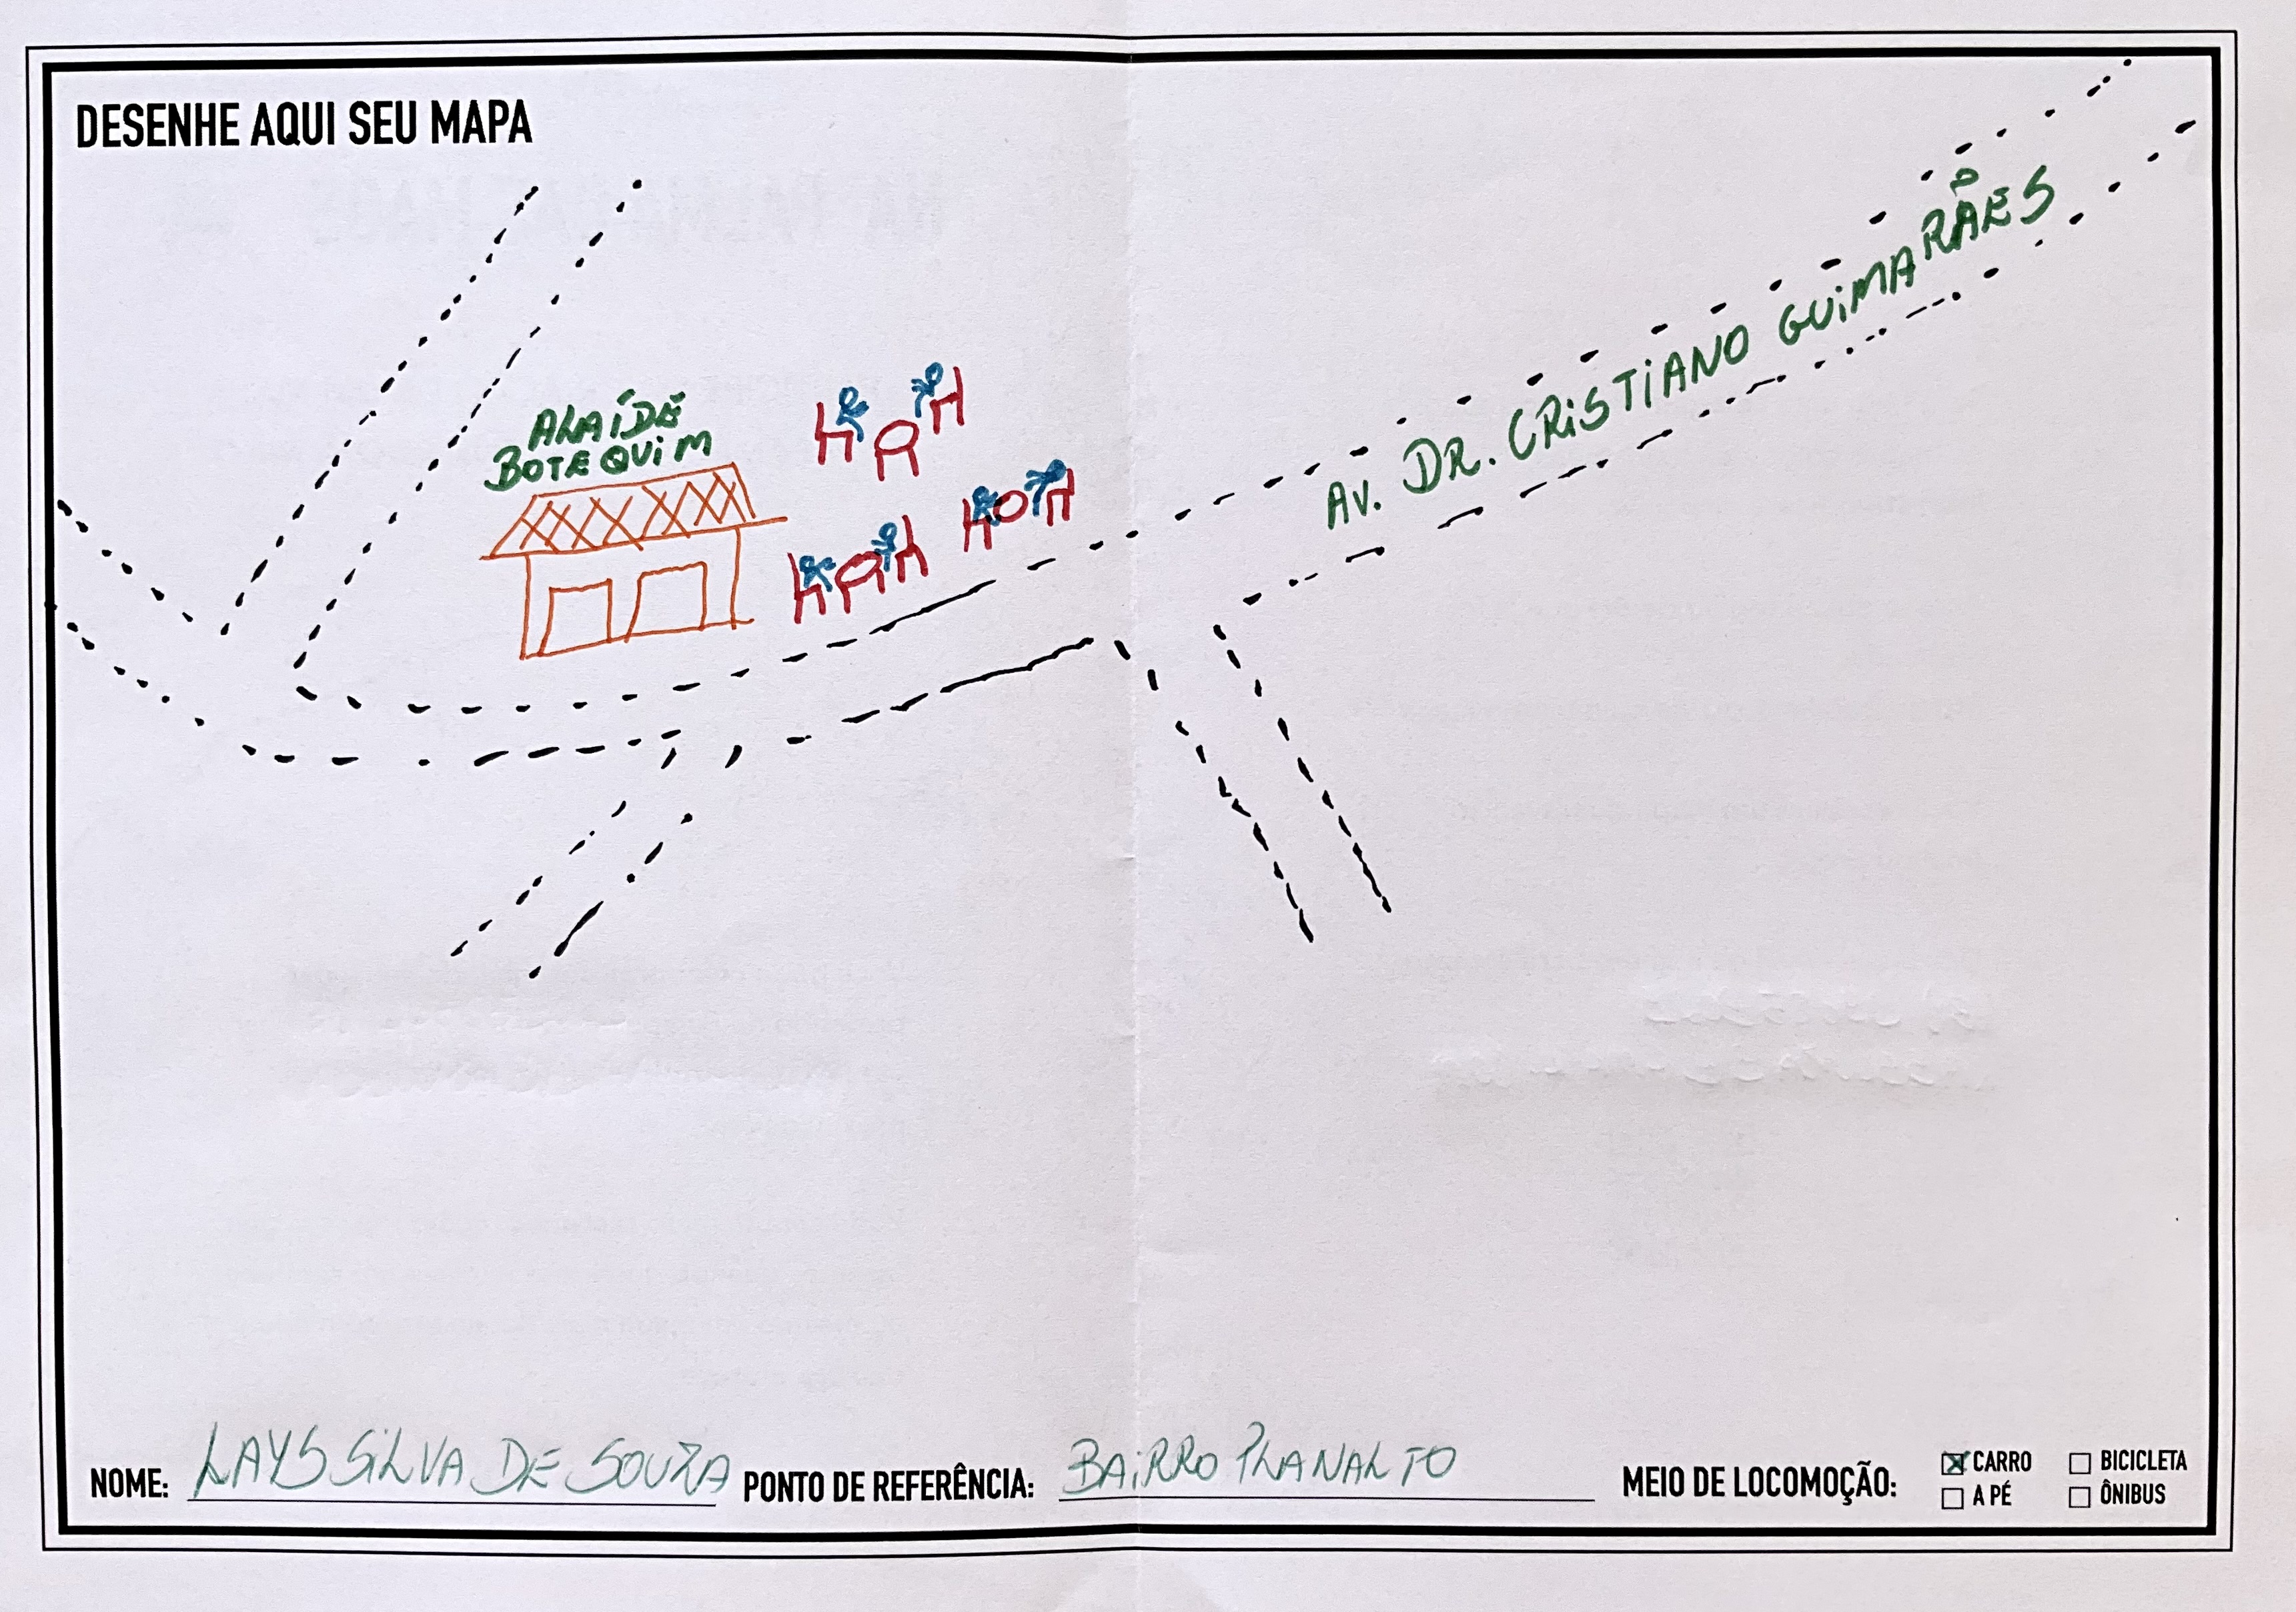 DESENHE AQUI SEU MAPA
ALAÍDE
BOTEQUIM
AV. DR. CRISTIANO GUIMARÃES
NOME: LAYS SILVA DE SOUZA PONTO DE REFERÊNCIA: BAIRRO PLANALTO MEIO DE LOCOMOÇÃO: CARRO BICICLETA
A PÉ ÔNIBUS